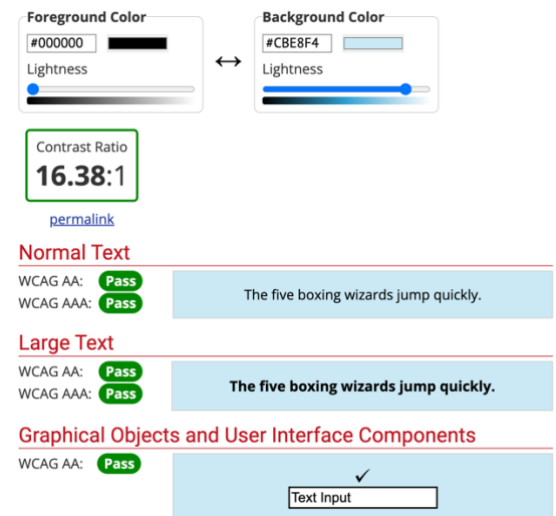 Foreground Color
#000000
Lightness
↔
Background Color
#CBE8F4
Lightness
Contrast Ratio
16.38:1
permalink
Normal Text
WCAG AA: Pass
WCAG AAA: Pass
The five boxing wizards jump quickly.
Large Text
WCAG AA: Pass
WCAG AAA: Pass
The five boxing wizards jump quickly.
Graphical Objects and User Interface Components
WCAG AA: Pass
✓
Text Input